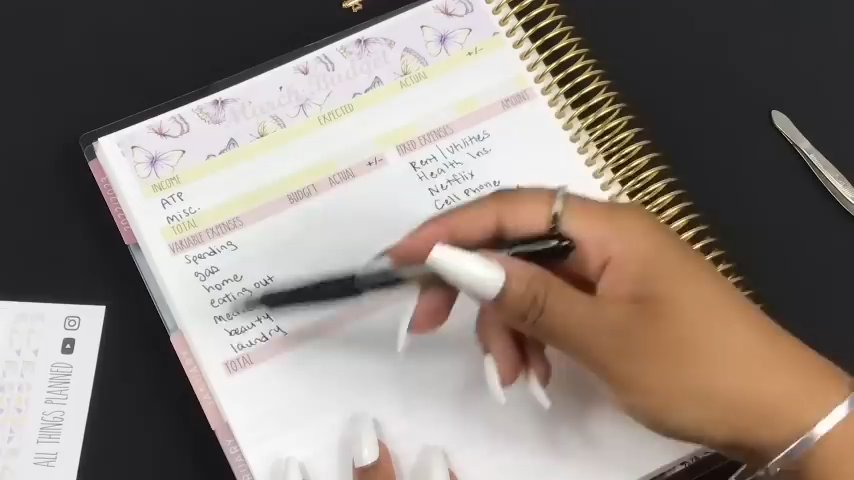 March Budget
EXPECTED ACTUAL +/-
INCOME
ATP
Misc.
TOTAL
VARIABLE EXPENSES BUDGET ACTUAL +/-
spending
gas
home
eating out
beauty
laundry
TOTAL
FIXED EXPENSES AMOUNT
Rent/Utilities
Health Ins.
Netflix
Cell Phone
ALL THINGS PLANNED